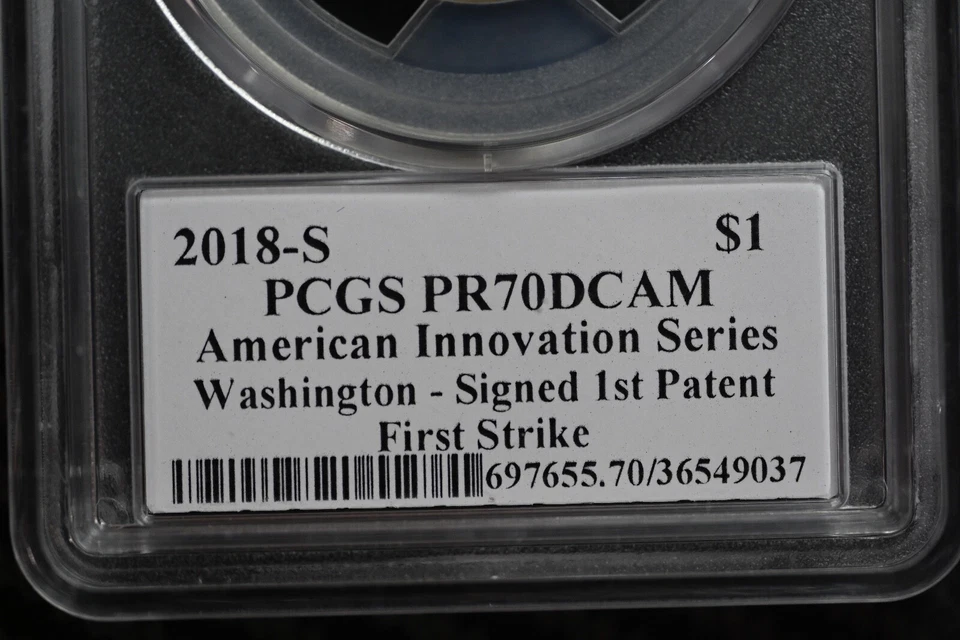 2018-S $1
PCGS PR70DCAM
American Innovation Series
Washington - Signed 1st Patent
First Strike
697655.70/36549037